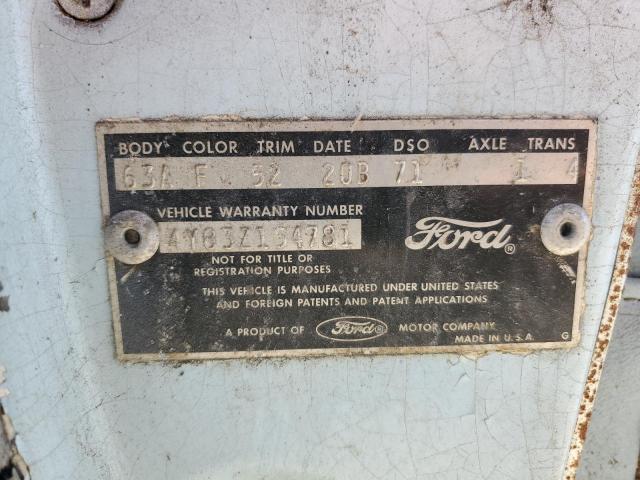 BODY COLOR TRIM DATE DSO AXLE TRANS
63A F 52 20B 71 1 4
VEHICLE WARRANTY NUMBER
4Y83Z194781
Ford®
NOT FOR TITLE OR
REGISTRATION PURPOSES
THIS VEHICLE IS MANUFACTURED UNDER UNITED STATES
AND FOREIGN PATENTS AND PATENT APPLICATIONS
A PRODUCT OF Ford® MOTOR COMPANY
MADE IN U.S.A G